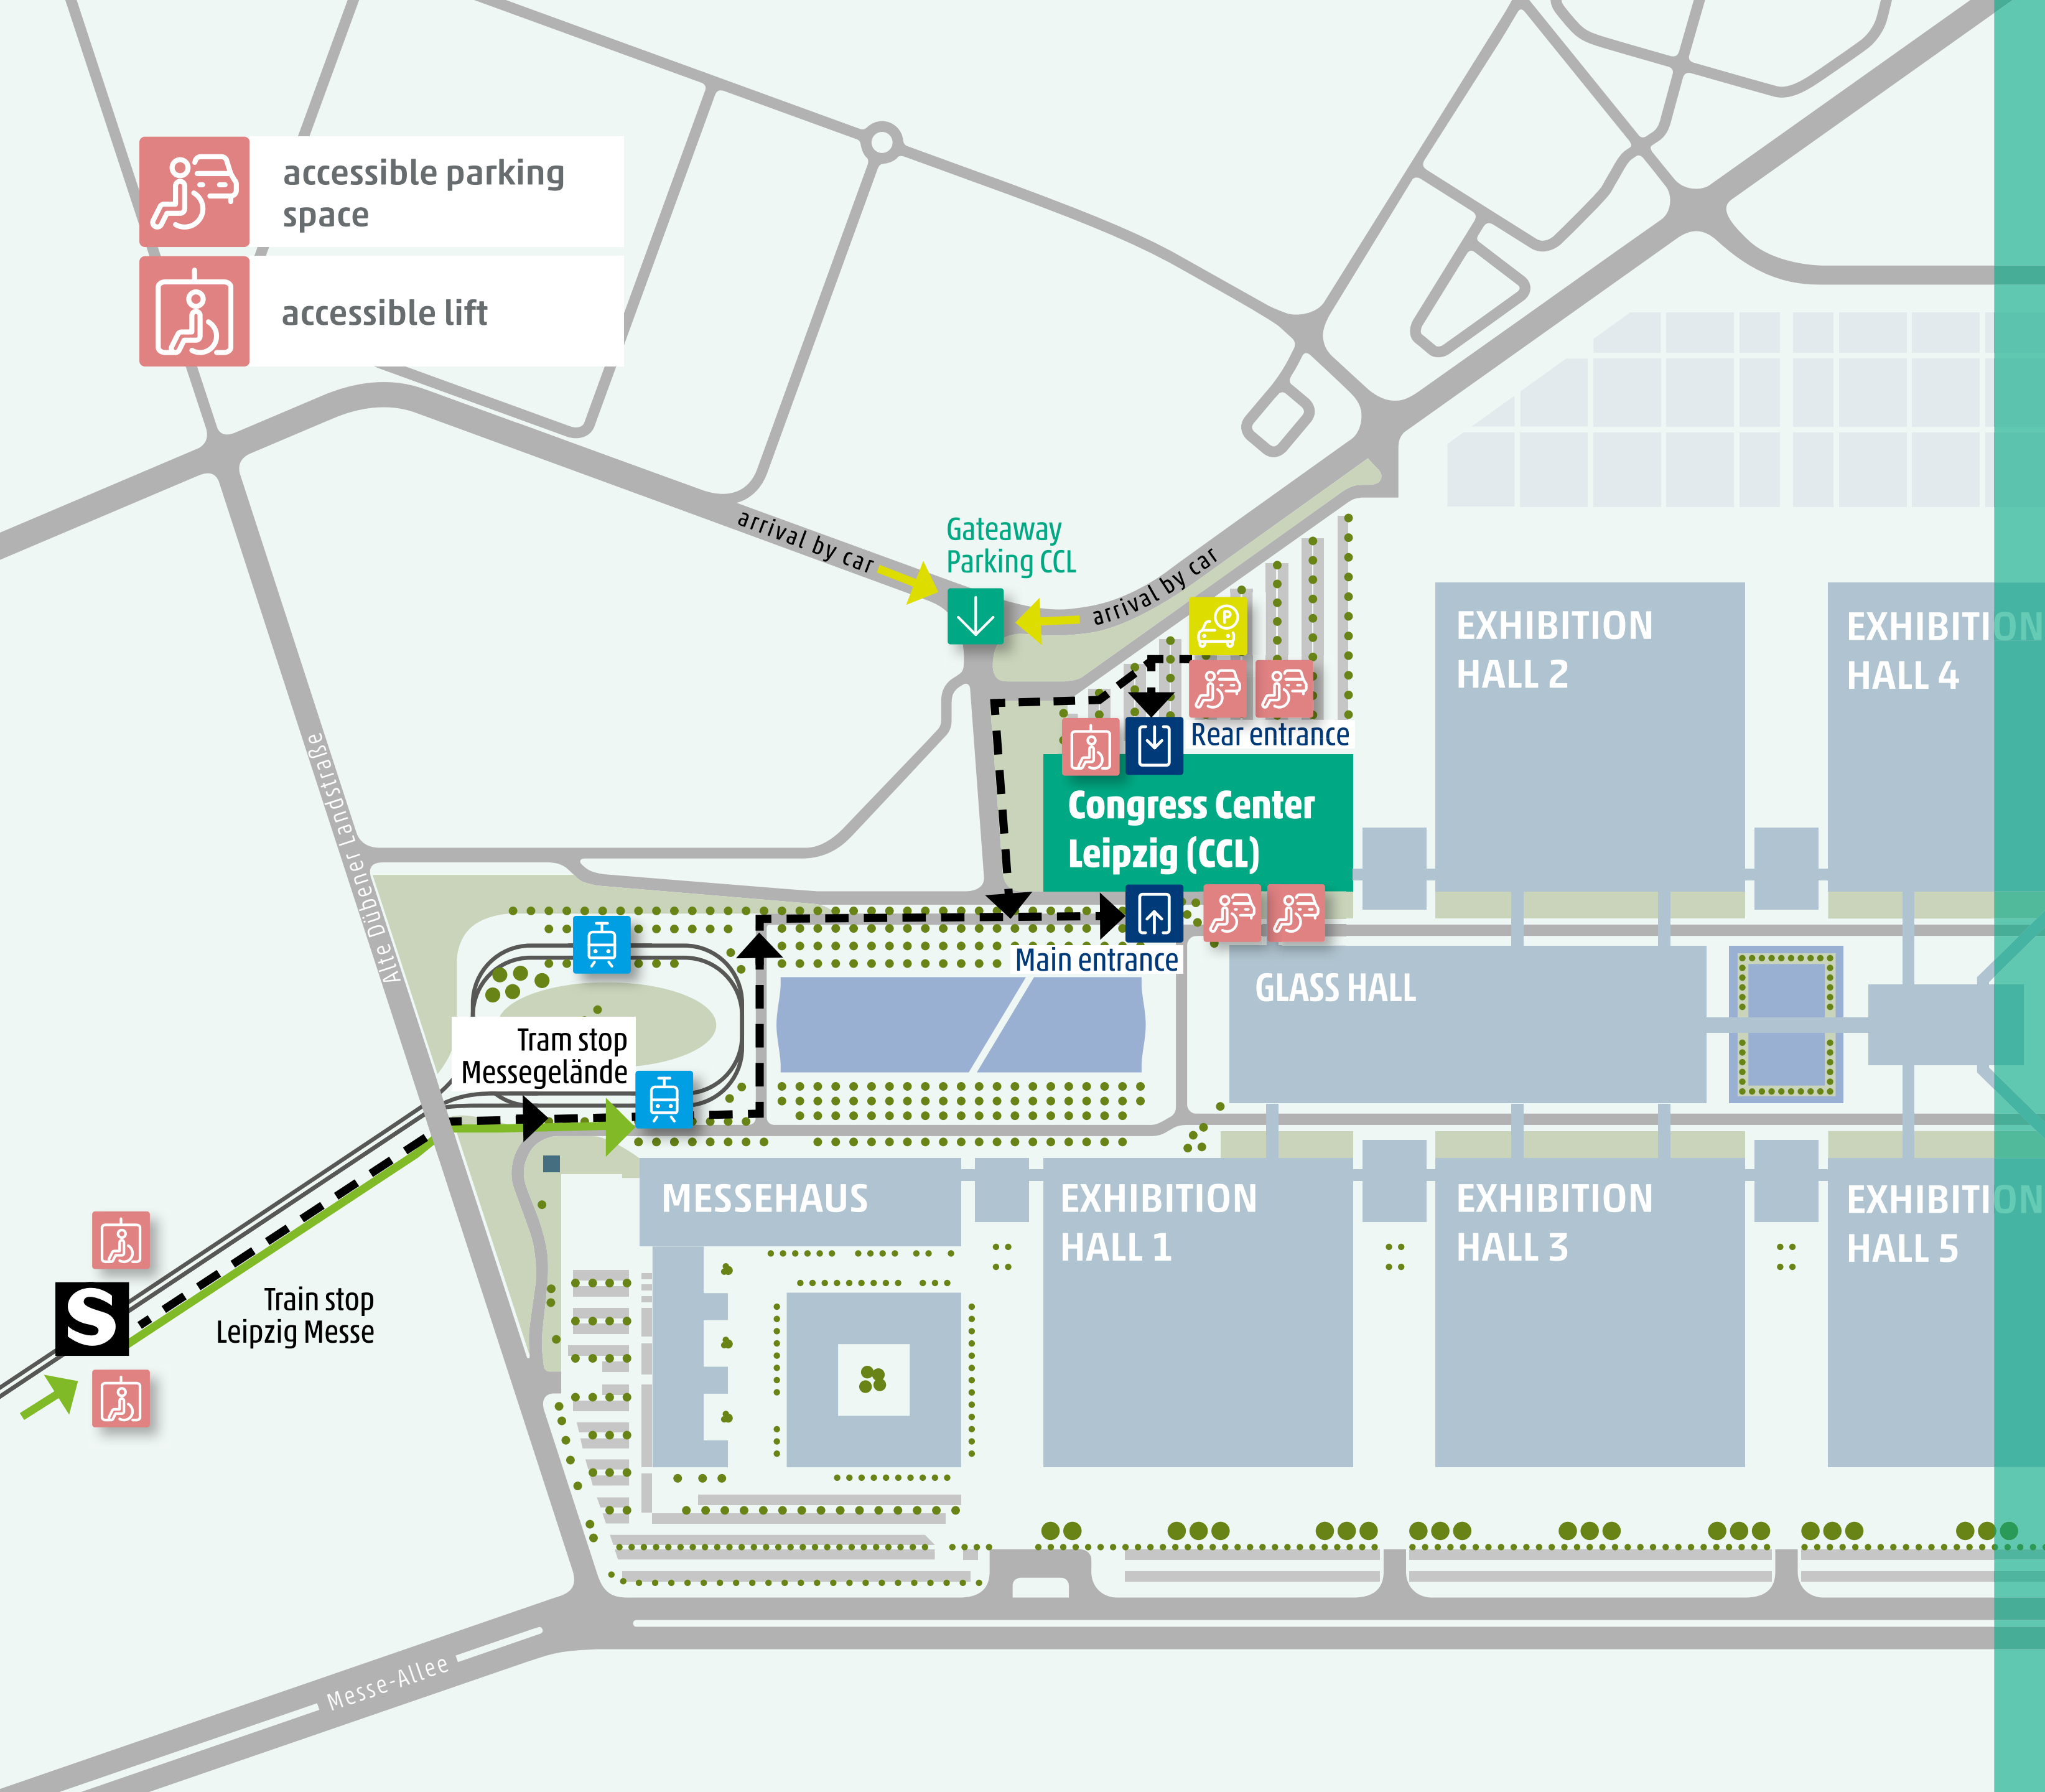 accessible parking
space
accessible lift
arrival by car
Gateaway
Parking CCL
arrival by car
P
EXHIBITION
HALL 2
EXHIBITION
HALL 4
Rear entrance
Congress Center
Leipzig (CCL)
Alte Dübener Landstraße
Main entrance
GLASS HALL
Tram stop
Messegelände
MESSEHAUS
EXHIBITION
HALL 1
EXHIBITION
HALL 3
EXHIBITION
HALL 5
S
Train stop
Leipzig Messe
Messe-Allee